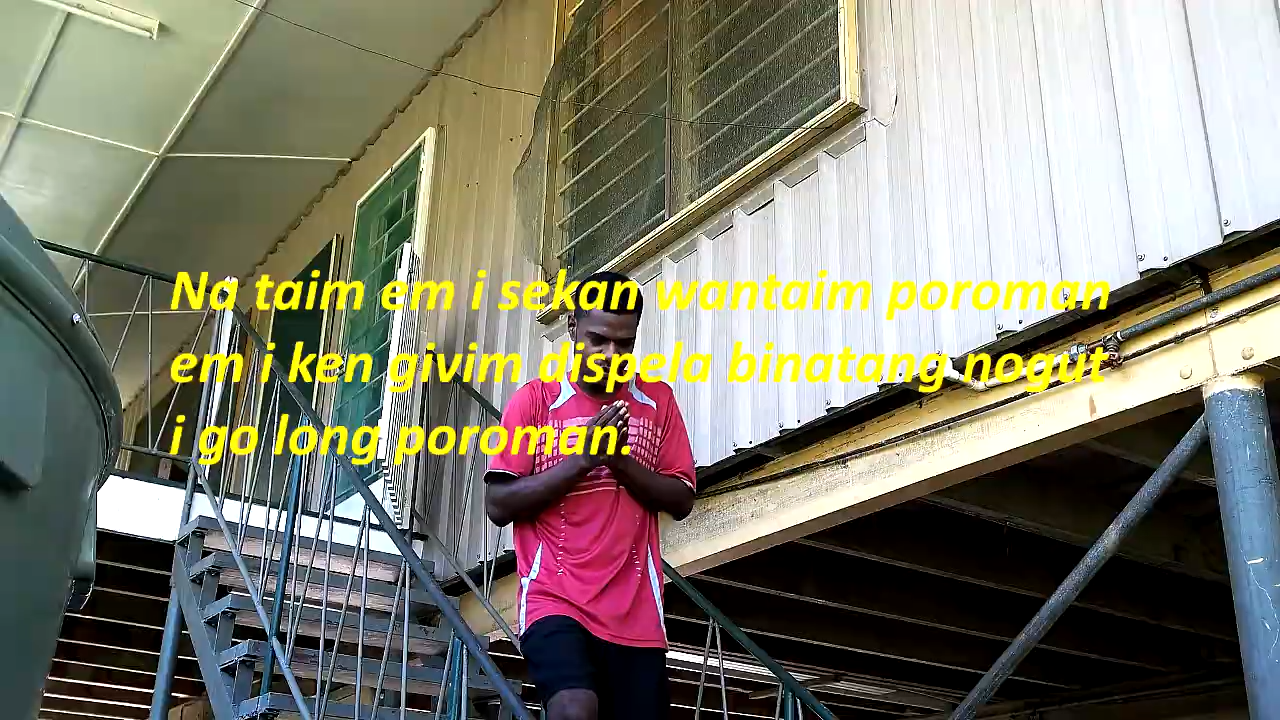 Na taim em i sekan wantaim poroman
em i ken givim dispela binatang nogut
i go long poroman.